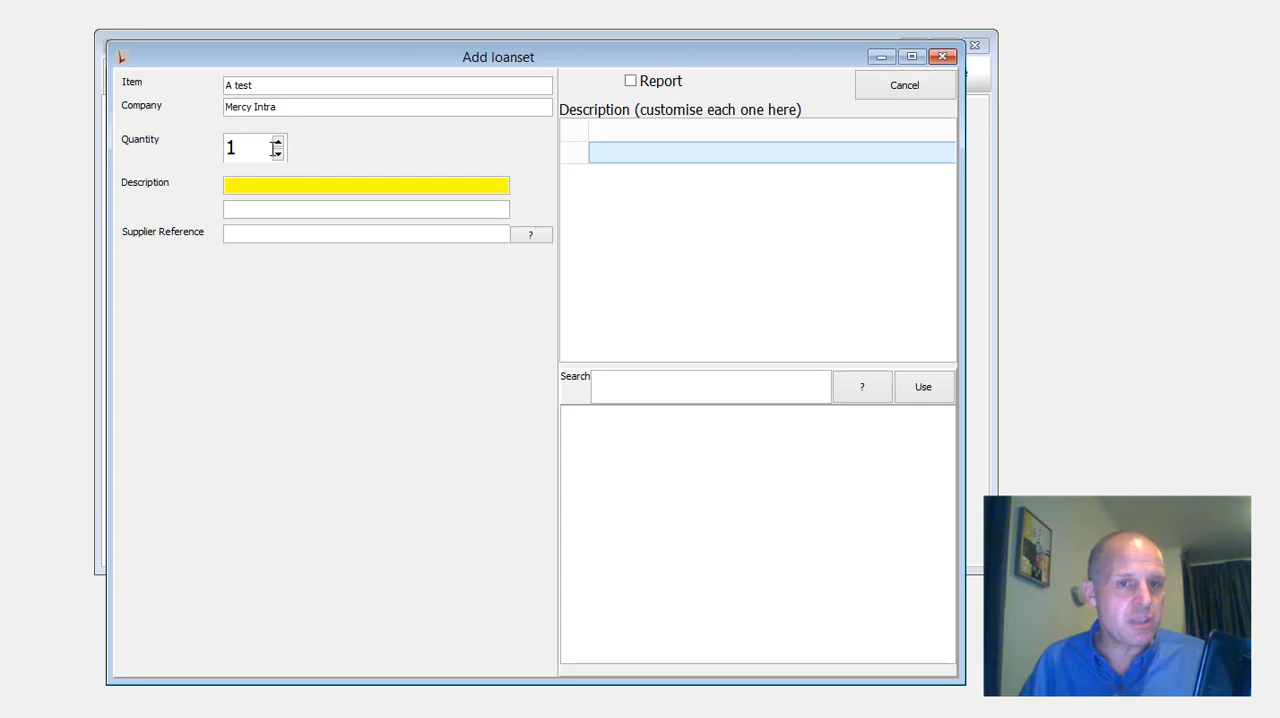 Add loanset
Item
A test
Company
Mercy Intra
Quantity
1
Description
Supplier Reference
?
Report
Cancel
Description (customise each one here)
Search
?
Use